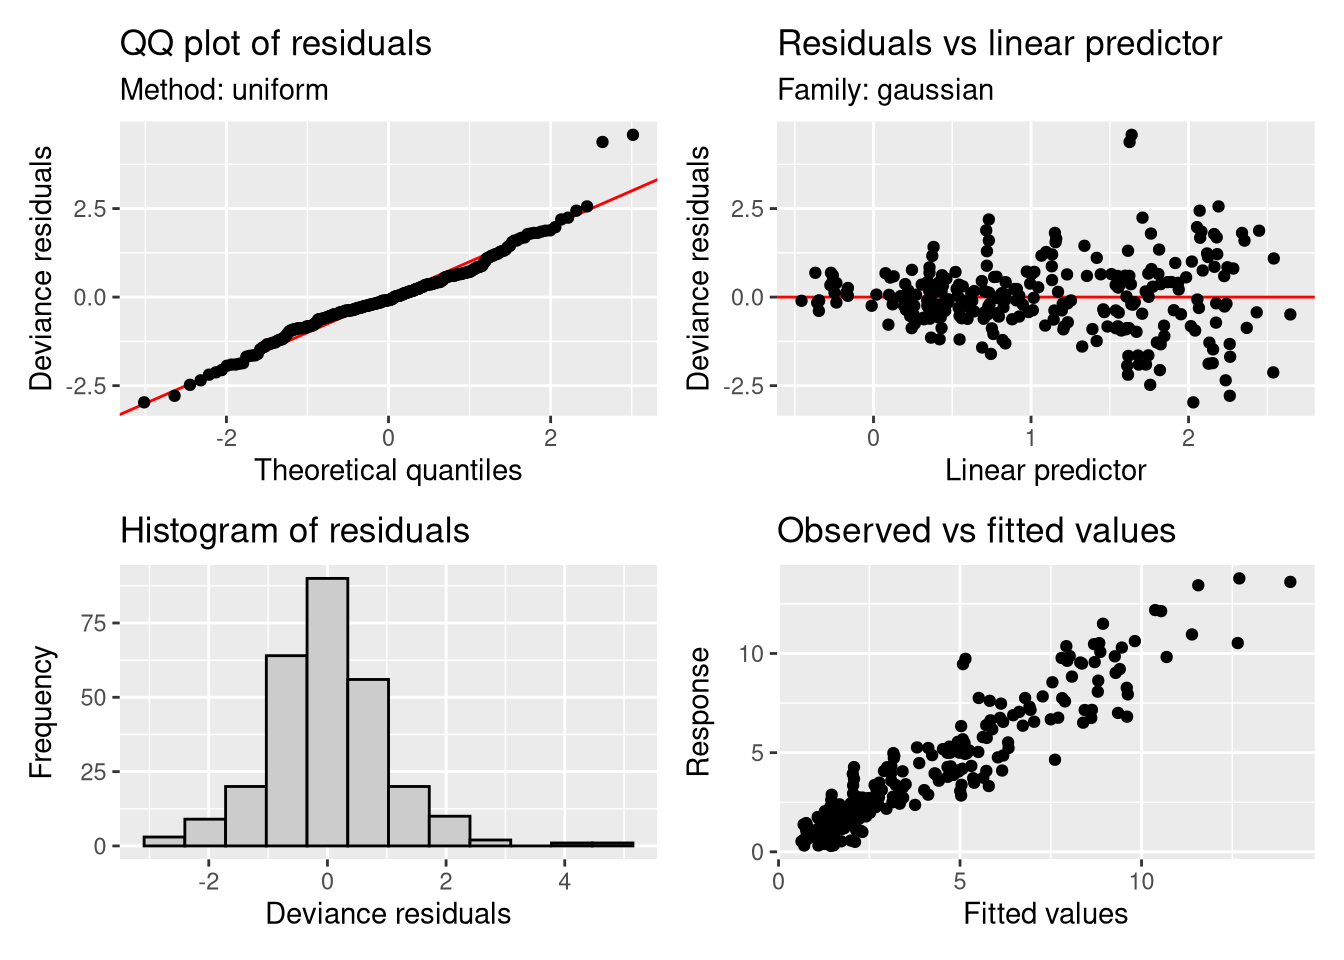 QQ plot of residuals
Method: uniform
Deviance residuals
2.5
0.0
-2.5
-2
0
2
Theoretical quantiles
Residuals vs linear predictor
Family: gaussian
Deviance residuals
2.5
0.0
-2.5
0
1
2
Linear predictor
Histogram of residuals
Frequency
75
50
25
0
-2
0
2
4
Deviance residuals
Observed vs fitted values
Response
10
5
0
0
5
10
Fitted values